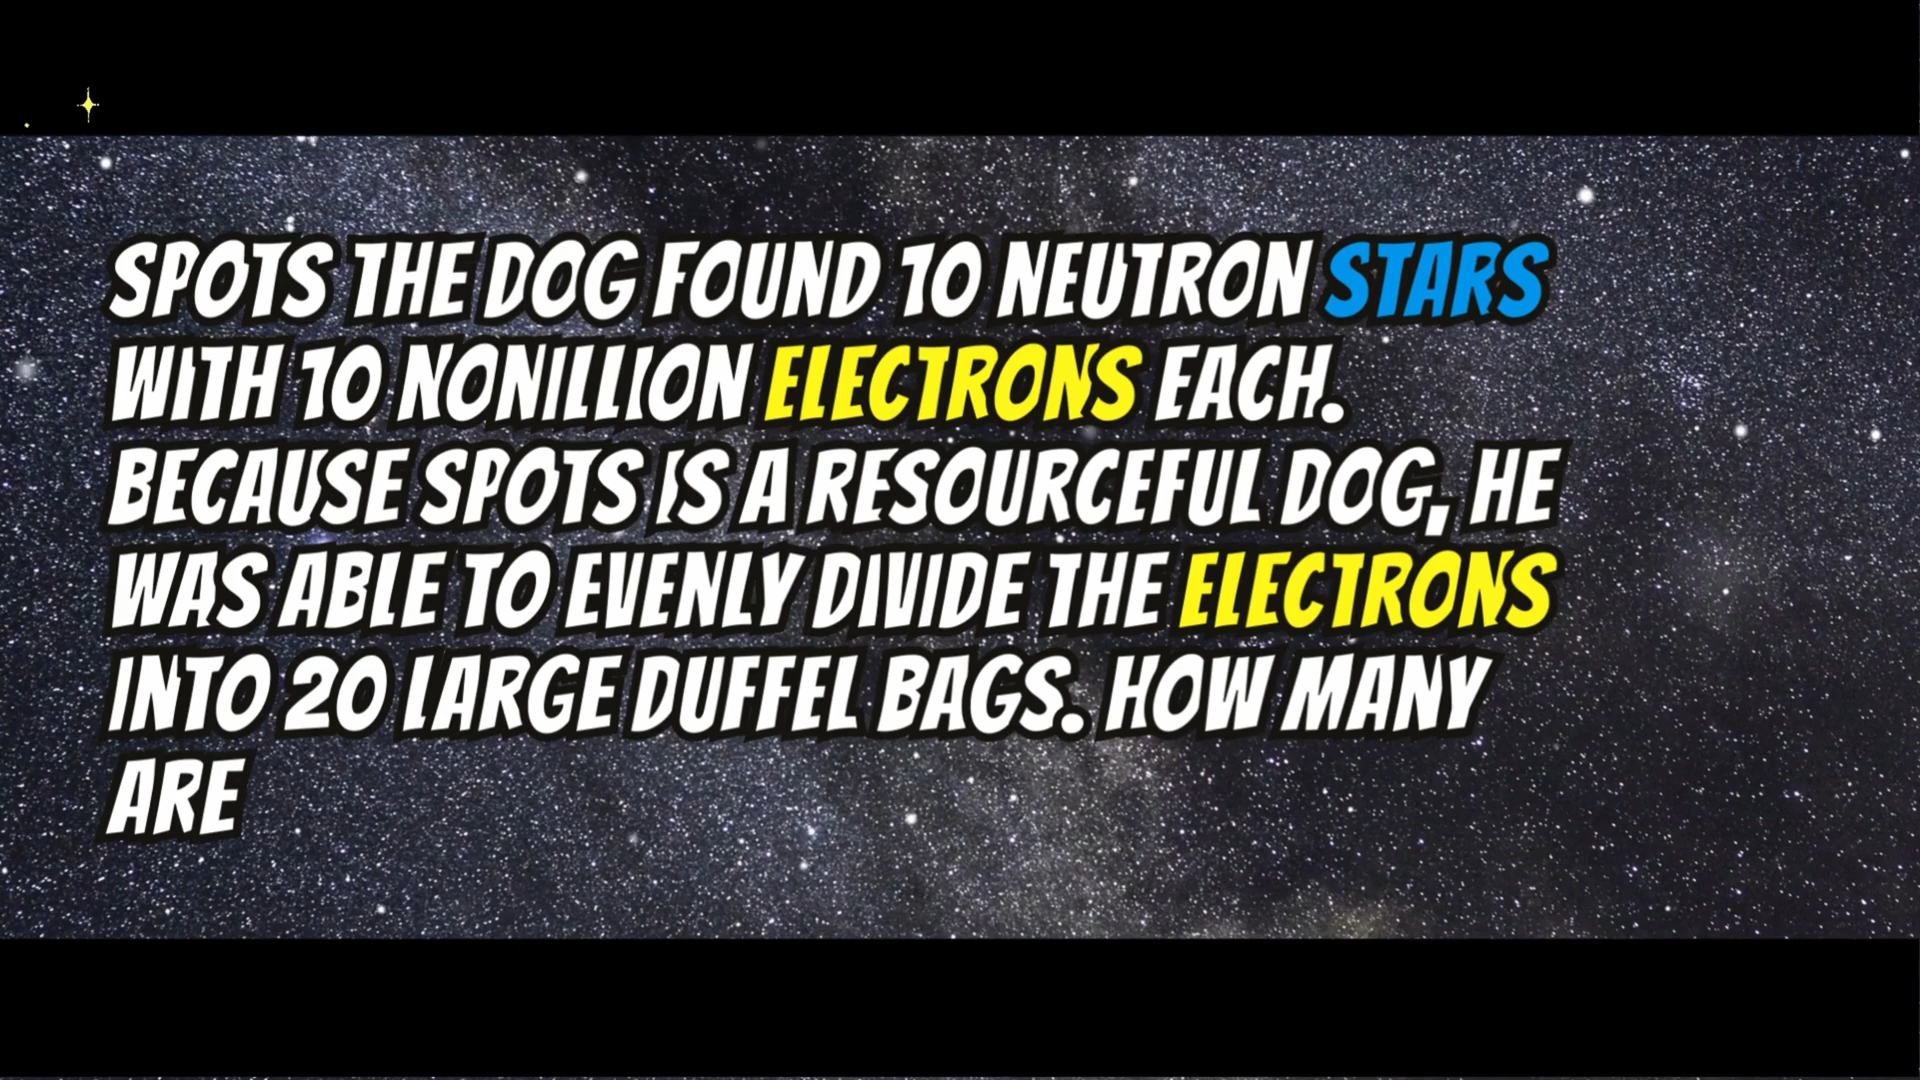 SPOTS THE DOG FOUND 10 NEUTRON STARS
WITH 10 NONILLION ELECTRONS EACH.
BECAUSE SPOTS IS A RESOURCEFUL DOG, HE
WAS ABLE TO EVENLY DIVIDE THE ELECTRONS
INTO 20 LARGE DUFFEL BAGS. HOW MANY
ARE